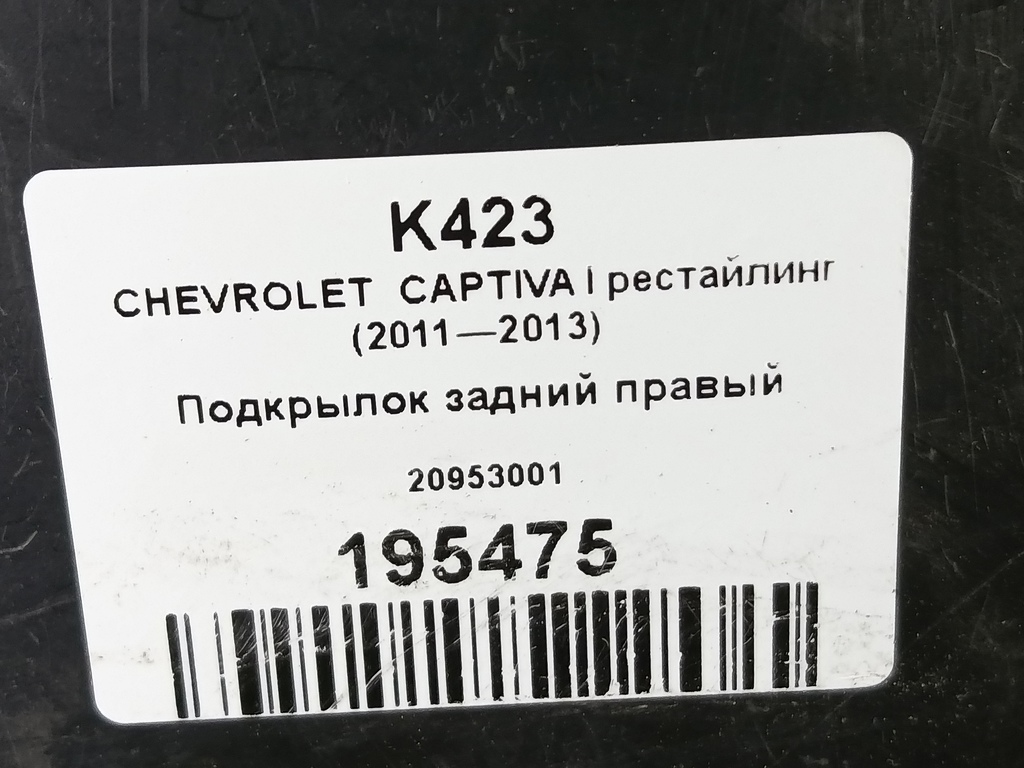 K423
CHEVROLET CAPTIVA I рестайлинг
(2011—2013)
Подкрылок задний правый
20953001
195475